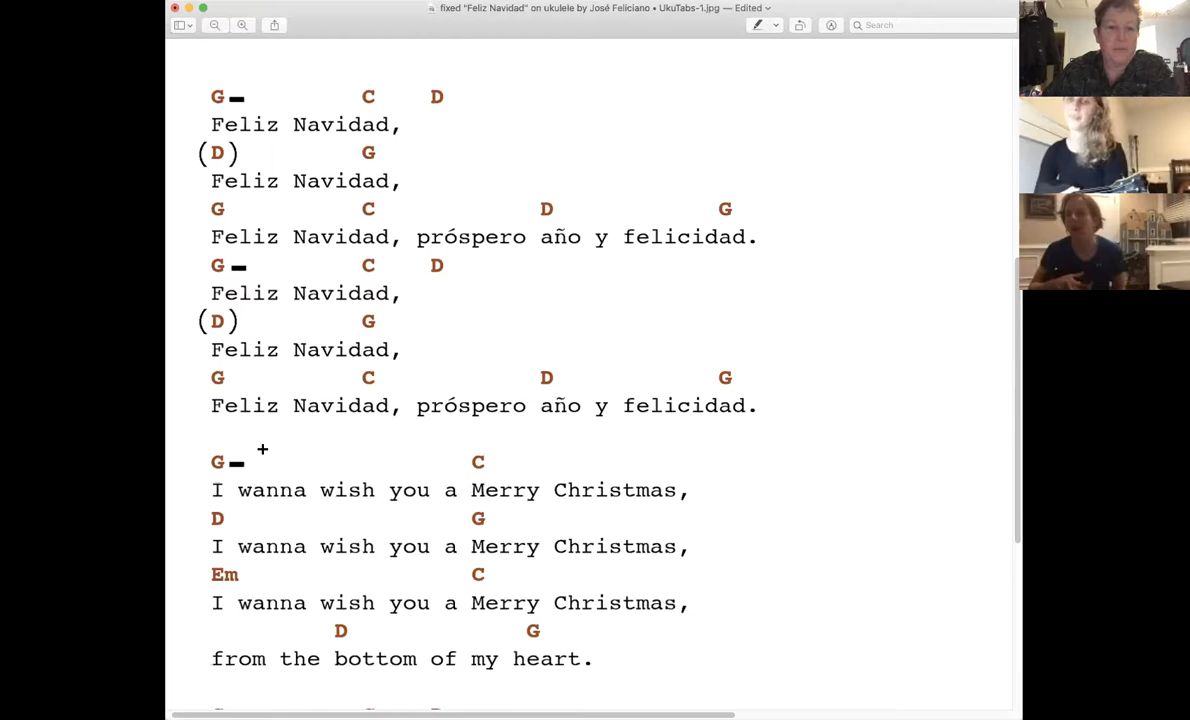 fixed "Feliz Navidad" on ukulele by José Feliciano • UkuTabs-1.jpg — Edited
Search
G C D
Feliz Navidad,
(D) G
Feliz Navidad,
G C D G
Feliz Navidad, próspero año y felicidad.
G C D
Feliz Navidad,
(D) G
Feliz Navidad,
G C D G
Feliz Navidad, próspero año y felicidad.
G C
I wanna wish you a Merry Christmas,
D G
I wanna wish you a Merry Christmas,
Em C
I wanna wish you a Merry Christmas,
D G
from the bottom of my heart.